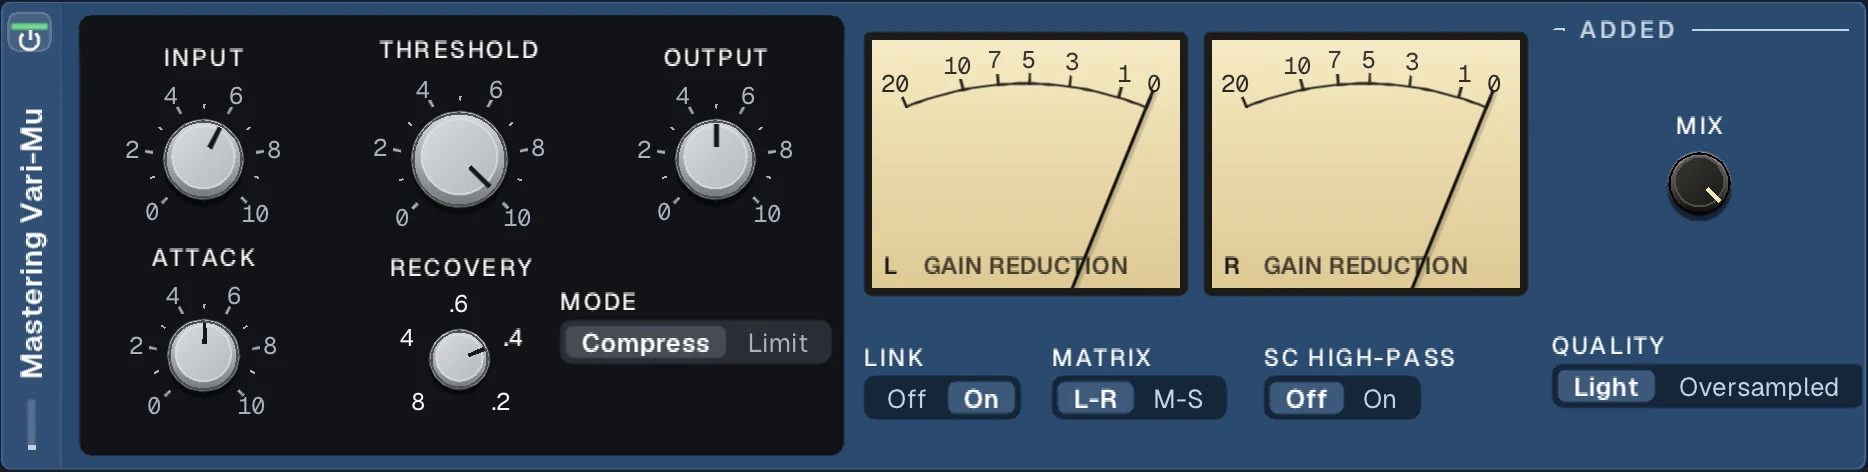 Mastering Vari-Mu
INPUT
0 2 4 6 8 10
THRESHOLD
0 2 4 6 8 10
OUTPUT
0 2 4 6 8 10
ATTACK
0 2 4 6 8 10
RECOVERY
8 4 .6 .4 .2
MODE
Compress Limit
20 10 7 5 3 1 0
L GAIN REDUCTION
20 10 7 5 3 1 0
R GAIN REDUCTION
LINK
Off On
MATRIX
L-R M-S
SC HIGH-PASS
Off On
ADDED
MIX
QUALITY
Light Oversampled